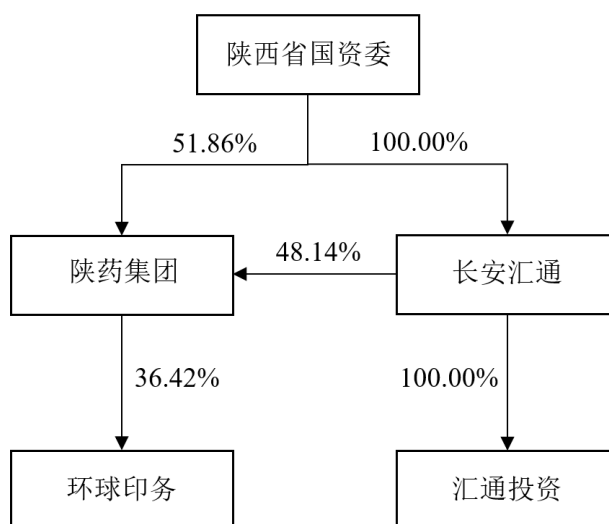 陕西省国资委
51.86%
100.00%
陕药集团
48.14%
长安汇通
36.42%
100.00%
环球印务
汇通投资